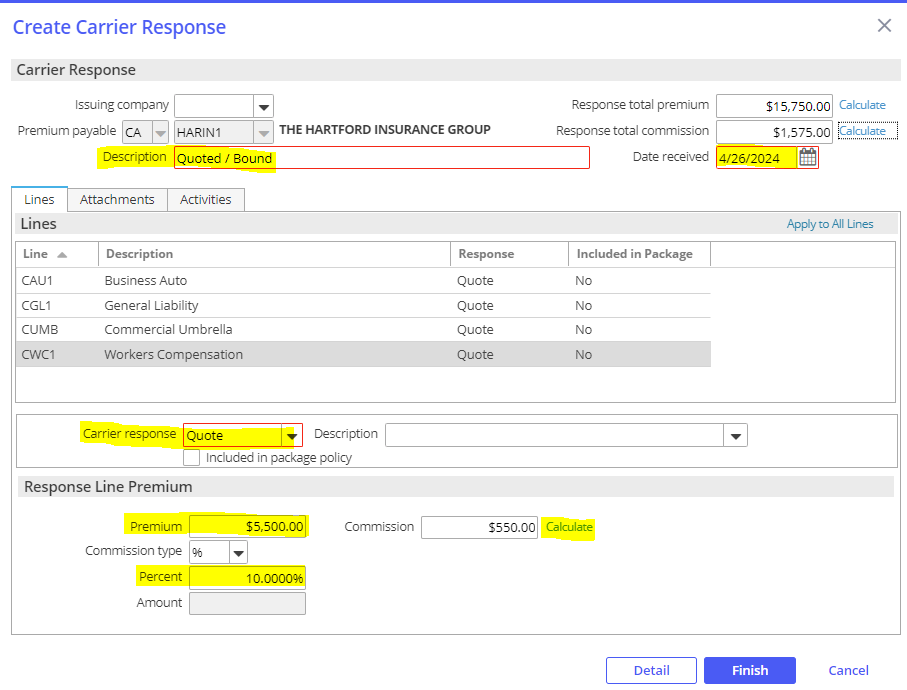 Create Carrier Response
Carrier Response
Issuing company
Response total premium $15,750.00 Calculate
Premium payable CA HARIN1 THE HARTFORD INSURANCE GROUP
Response total commission $1,575.00 Calculate
Description Quoted / Bound
Date received 4/26/2024
Lines Attachments Activities
Lines Apply to All Lines
Line Description Response Included in Package
CAU1 Business Auto Quote No
CGL1 General Liability Quote No
CUMB Commercial Umbrella Quote No
CWC1 Workers Compensation Quote No
Carrier response Quote Description
Included in package policy
Response Line Premium
Premium $5,500.00 Commission $550.00 Calculate
Commission type %
Percent 10.0000%
Amount
Detail Finish Cancel